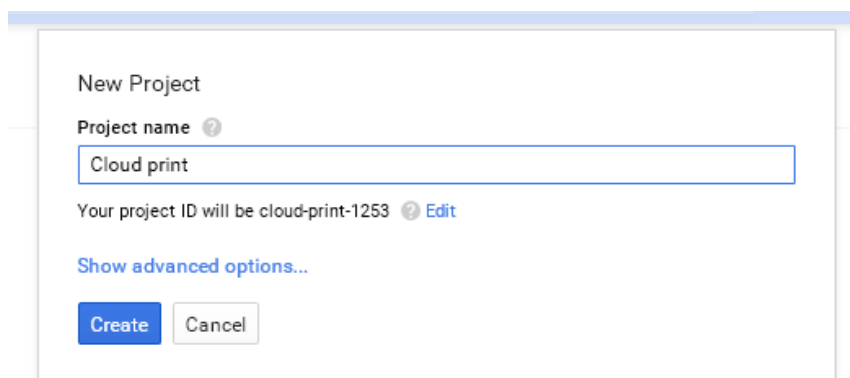 New Project
Project name ?
Cloud print
Your project ID will be cloud-print-1253 ? Edit
Show advanced options...
Create Cancel